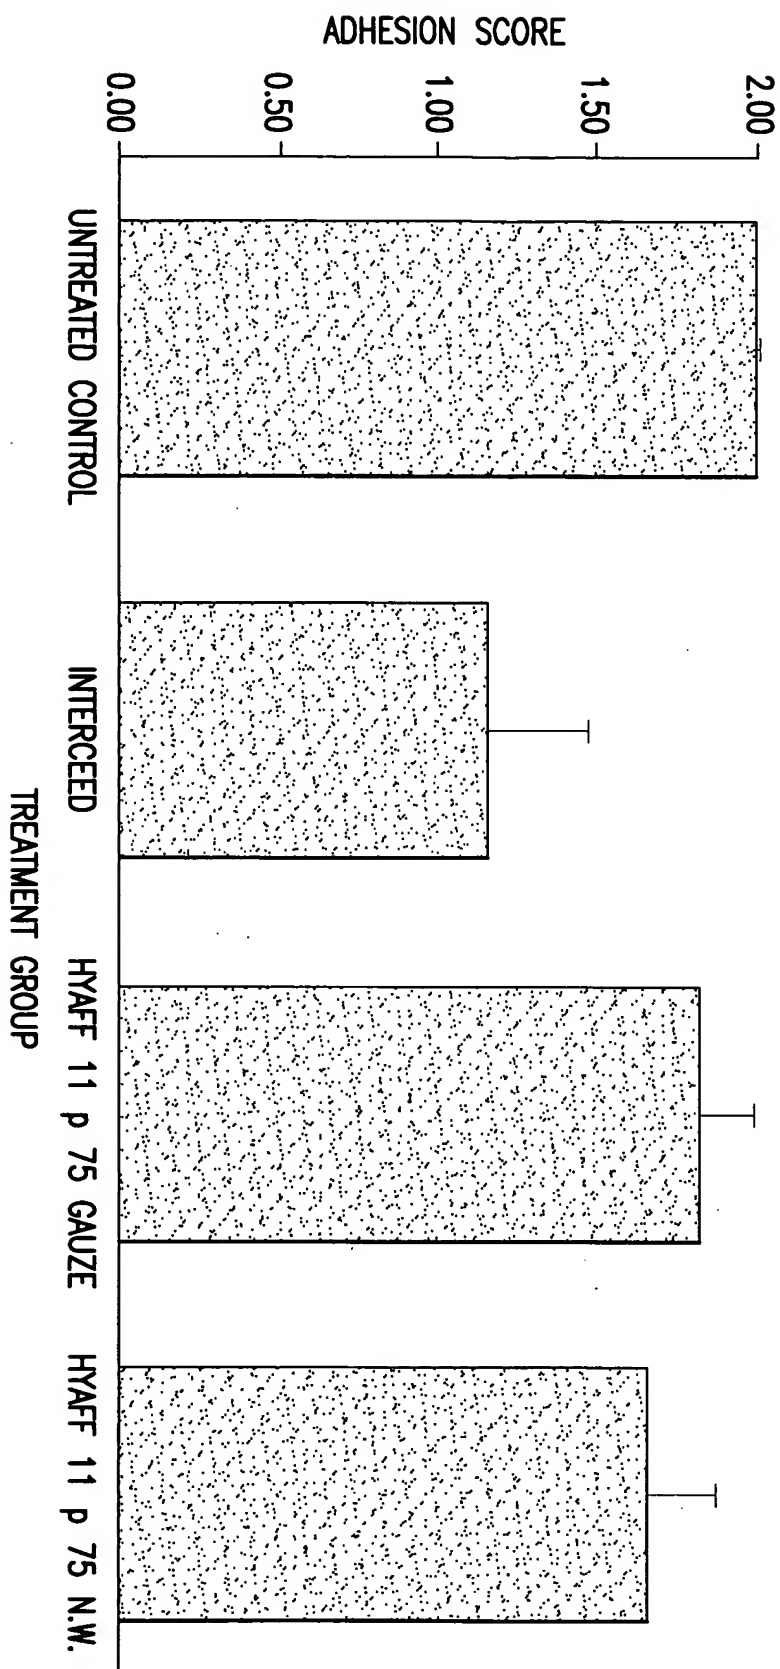 ADHESION SCORE
2.00
1.50
1.00
0.50
0.00
UNTREATED CONTROL
INTERCEED
HYAFF 11 p 75 GAUZE
HYAFF 11 p 75 N.W.
TREATMENT GROUP